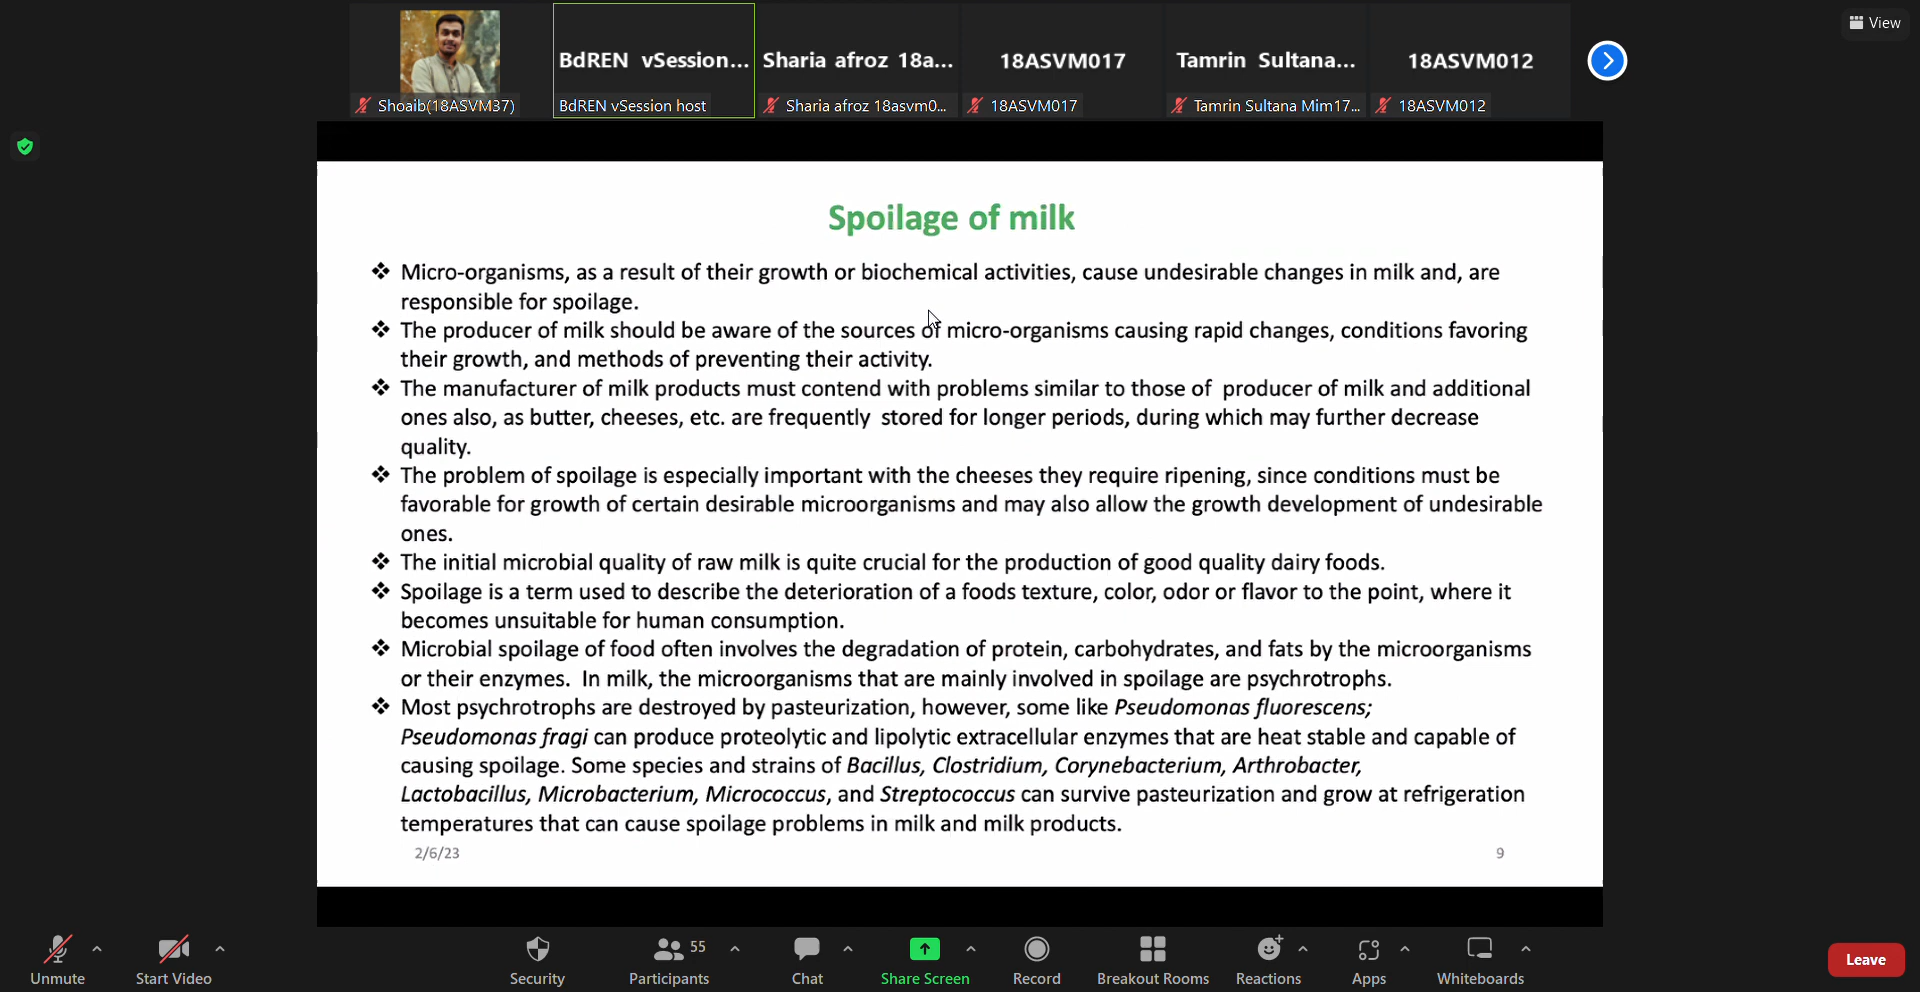 View
BdREN vSession...
Sharia afroz 18a...
18ASVM017
Tamrin Sultana...
18ASVM012
Shoaib(18ASVM37)
BdREN vSession host
Sharia afroz 18asvm0...
18ASVM017
Tamrin Sultana Mim17...
18ASVM012
Spoilage of milk
❖ Micro-organisms, as a result of their growth or biochemical activities, cause undesirable changes in milk and, are
responsible for spoilage.
❖ The producer of milk should be aware of the sources of micro-organisms causing rapid changes, conditions favoring
their growth, and methods of preventing their activity.
❖ The manufacturer of milk products must contend with problems similar to those of producer of milk and additional
ones also, as butter, cheeses, etc. are frequently stored for longer periods, during which may further decrease
quality.
❖ The problem of spoilage is especially important with the cheeses they require ripening, since conditions must be
favorable for growth of certain desirable microorganisms and may also allow the growth development of undesirable
ones.
❖ The initial microbial quality of raw milk is quite crucial for the production of good quality dairy foods.
❖ Spoilage is a term used to describe the deterioration of a foods texture, color, odor or flavor to the point, where it
becomes unsuitable for human consumption.
❖ Microbial spoilage of food often involves the degradation of protein, carbohydrates, and fats by the microorganisms
or their enzymes. In milk, the microorganisms that are mainly involved in spoilage are psychrotrophs.
❖ Most psychrotrophs are destroyed by pasteurization, however, some like Pseudomonas fluorescens;
Pseudomonas fragi can produce proteolytic and lipolytic extracellular enzymes that are heat stable and capable of
causing spoilage. Some species and strains of Bacillus, Clostridium, Corynebacterium, Arthrobacter,
Lactobacillus, Microbacterium, Micrococcus, and Streptococcus can survive pasteurization and grow at refrigeration
temperatures that can cause spoilage problems in milk and milk products.
2/6/23
9
55
Unmute
Start Video
Security
Participants
Chat
Share Screen
Record
Breakout Rooms
Reactions
Apps
Whiteboards
Leave